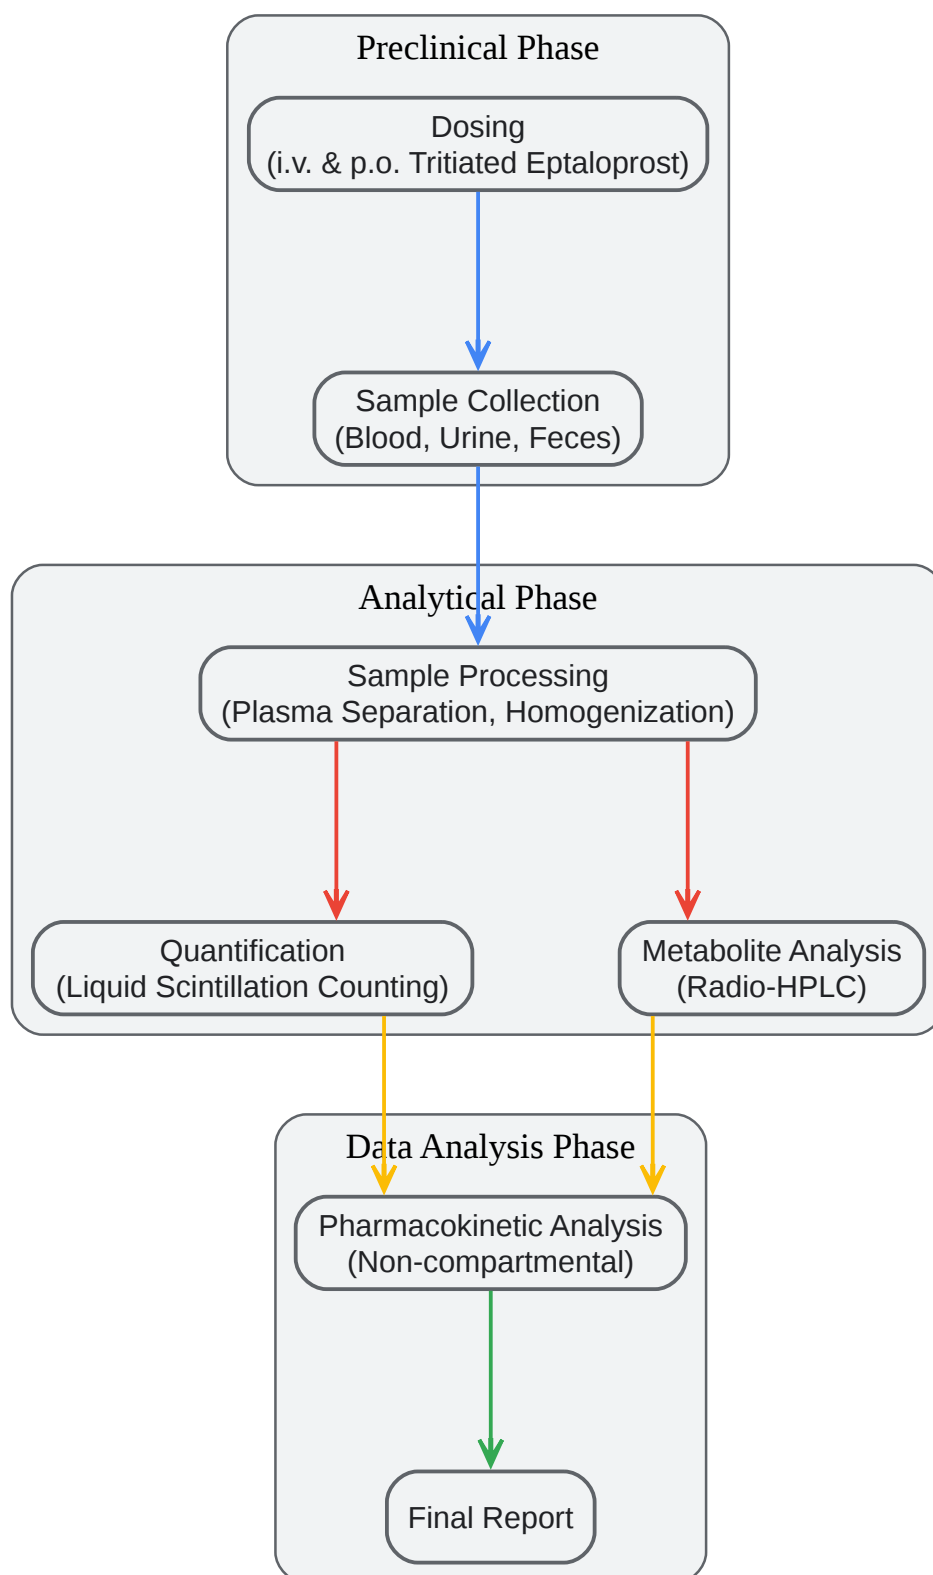 Preclinical Phase
Dosing
(i.v. & p.o. Tritiated Eptaloprost)
Sample Collection
(Blood, Urine, Feces)
Analytical Phase
Sample Processing
(Plasma Separation, Homogenization)
Quantification
(Liquid Scintillation Counting)
Metabolite Analysis
(Radio-HPLC)
Data Analysis Phase
Pharmacokinetic Analysis
(Non-compartmental)
Final Report